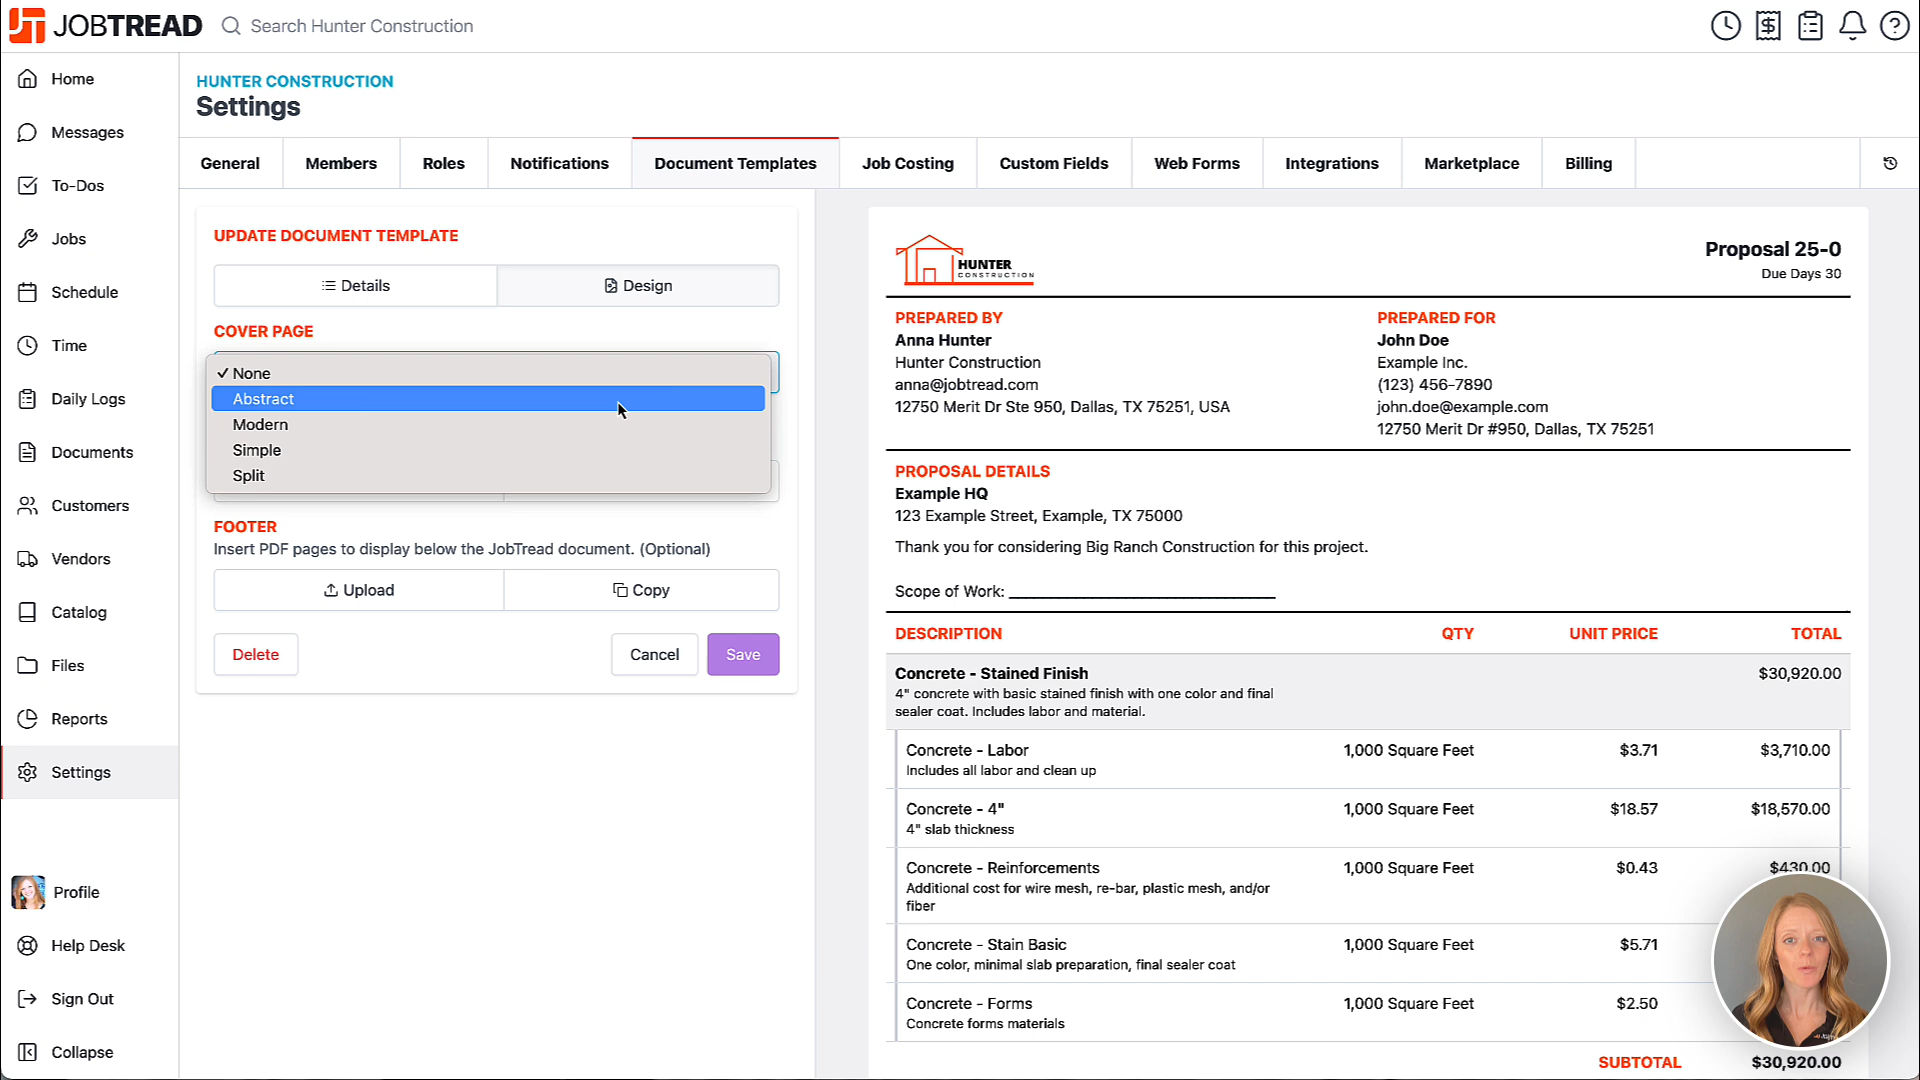 JOBTREAD
Search Hunter Construction
Home
Messages
To-Dos
Jobs
Schedule
Time
Daily Logs
Documents
Customers
Vendors
Catalog
Files
Reports
Settings
Profile
Help Desk
Sign Out
Collapse
HUNTER CONSTRUCTION
Settings
General
Members
Roles
Notifications
Document Templates
Job Costing
Custom Fields
Web Forms
Integrations
Marketplace
Billing
UPDATE DOCUMENT TEMPLATE
Details
Design
COVER PAGE
✓ None
Abstract
Modern
Simple
Split
FOOTER
Insert PDF pages to display below the JobTread document. (Optional)
Upload
Copy
Delete
Cancel
Save
HUNTER
CONSTRUCTION
Proposal 25-0
Due Days 30
PREPARED BY
Anna Hunter
Hunter Construction
anna@jobtread.com
12750 Merit Dr Ste 950, Dallas, TX 75251, USA
PREPARED FOR
John Doe
Example Inc.
(123) 456-7890
john.doe@example.com
12750 Merit Dr #950, Dallas, TX 75251
PROPOSAL DETAILS
Example HQ
123 Example Street, Example, TX 75000
Thank you for considering Big Ranch Construction for this project.
Scope of Work: ______________________________
DESCRIPTION QTY UNIT PRICE TOTAL
Concrete - Stained Finish $30,920.00
4" concrete with basic stained finish with one color and final
sealer coat. Includes labor and material.
Concrete - Labor 1,000 Square Feet $3.71 $3,710.00
Includes all labor and clean up
Concrete - 4" 1,000 Square Feet $18.57 $18,570.00
4" slab thickness
Concrete - Reinforcements 1,000 Square Feet $0.43 $430.00
Additional cost for wire mesh, re-bar, plastic mesh, and/or
fiber
Concrete - Stain Basic 1,000 Square Feet $5.71
One color, minimal slab preparation, final sealer coat
Concrete - Forms 1,000 Square Feet $2.50
Concrete forms materials
SUBTOTAL $30,920.00